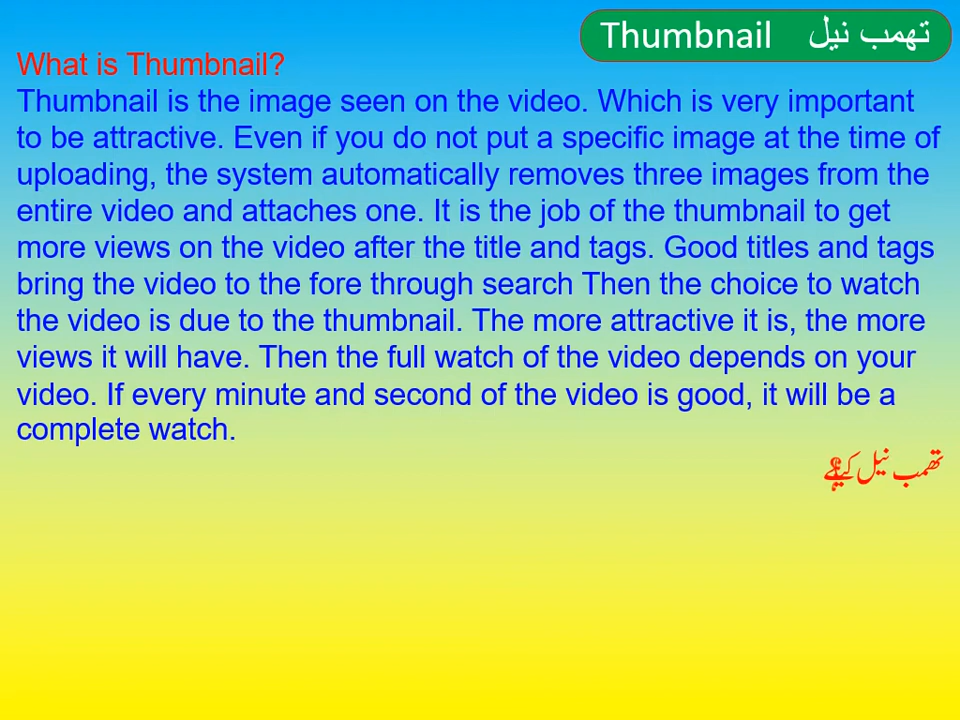 Thumbnail تھمب نیل
What is Thumbnail?
Thumbnail is the image seen on the video. Which is very important
to be attractive. Even if you do not put a specific image at the time of
uploading, the system automatically removes three images from the
entire video and attaches one. It is the job of the thumbnail to get
more views on the video after the title and tags. Good titles and tags
bring the video to the fore through search Then the choice to watch
the video is due to the thumbnail. The more attractive it is, the more
views it will have. Then the full watch of the video depends on your
video. If every minute and second of the video is good, it will be a
complete watch.
تھمب نیل